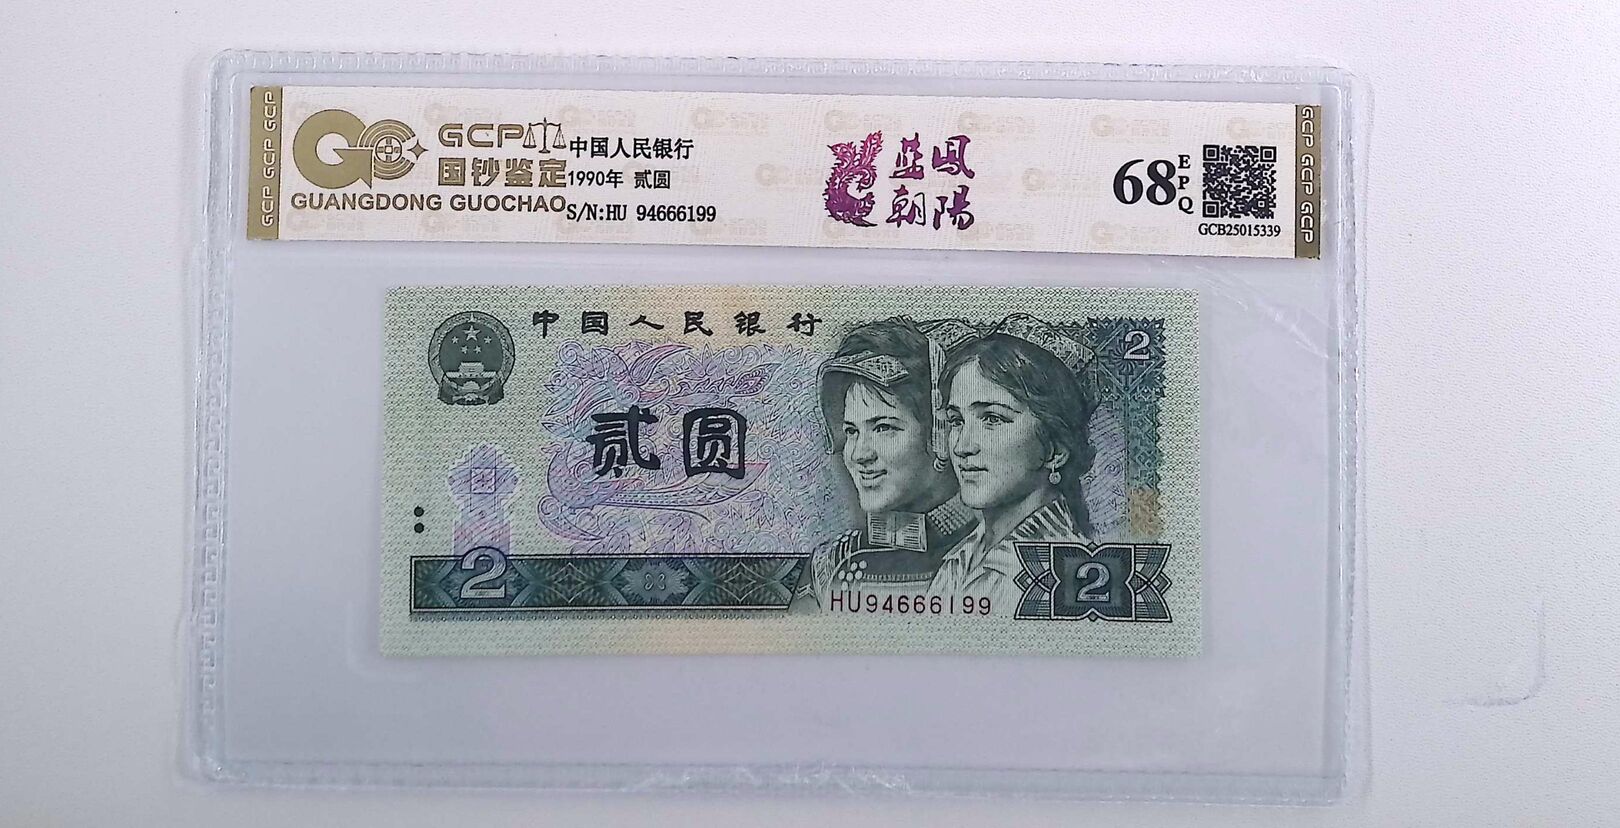 GCP GCP GCP
GCP
国钞鉴定
GUANGDONG GUOCHAO
中国人民银行
1990年 贰圆
S/N:HU 94666199
蓝凤
朝陽
68
EPQ
GCB25015339
GCP GCP GCP
中国人民银行
贰圆
2
2
2
HU94666199